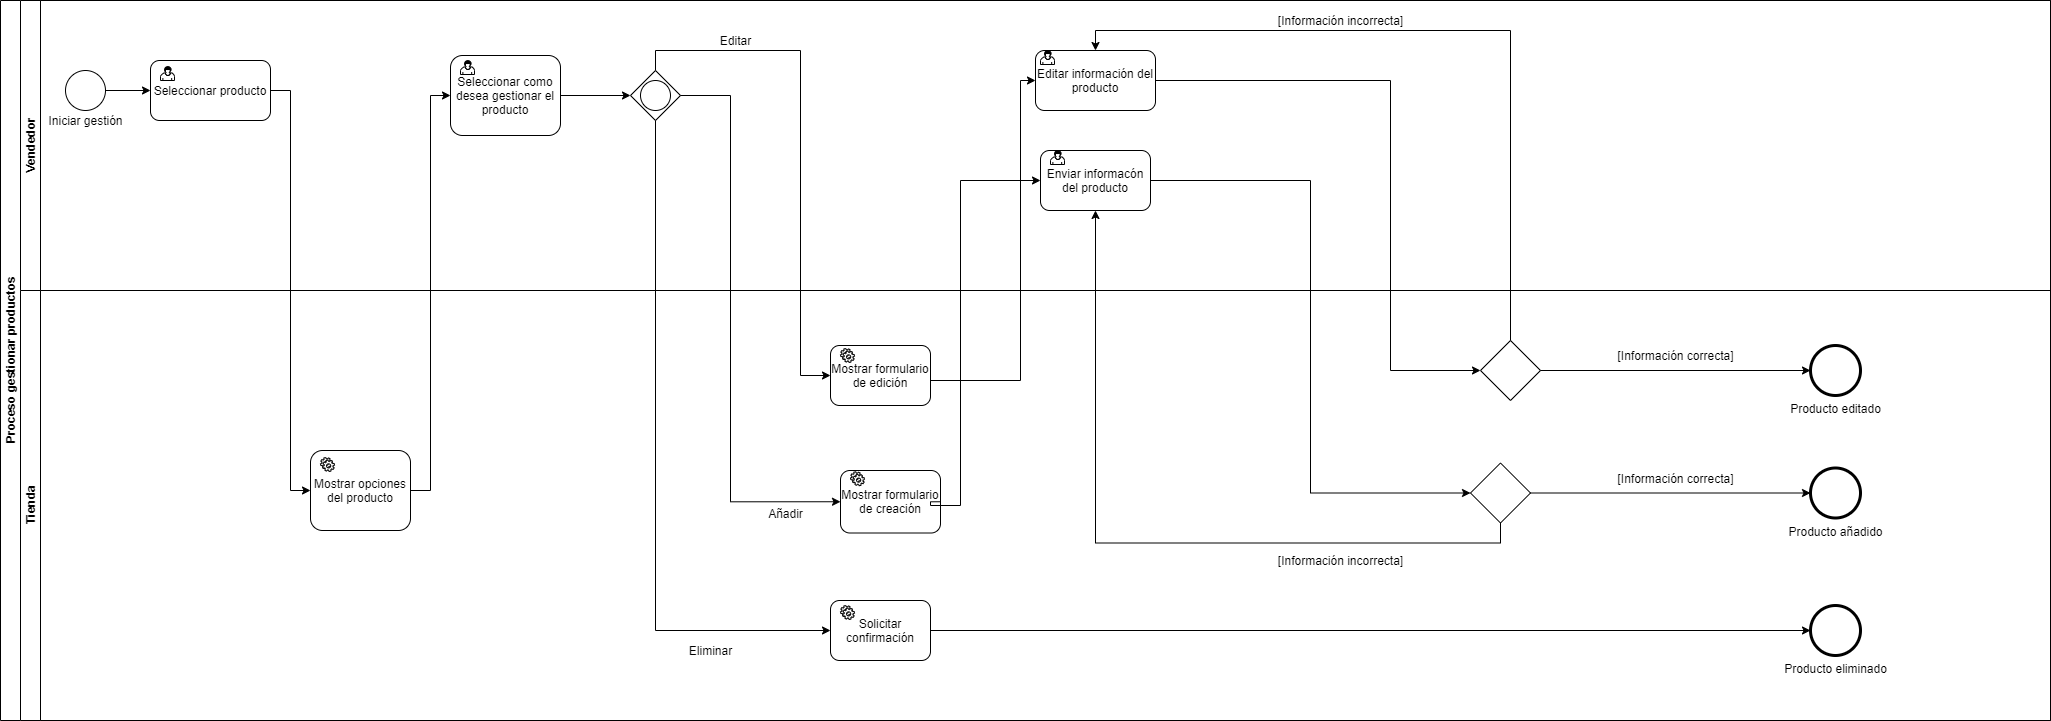 Proceso gestionar productos
Vendedor
Tienda
Iniciar gestión
Seleccionar producto
Mostrar opciones
del producto
Seleccionar como
desea gestionar el
producto
Editar
Añadir
Eliminar
Mostrar formulario
de edición
Mostrar formulario
de creación
Solicitar
confirmación
Editar información del
producto
Enviar informacón
del producto
[Información incorrecta]
[Información correcta]
Producto editado
[Información correcta]
Producto añadido
[Información incorrecta]
Producto eliminado